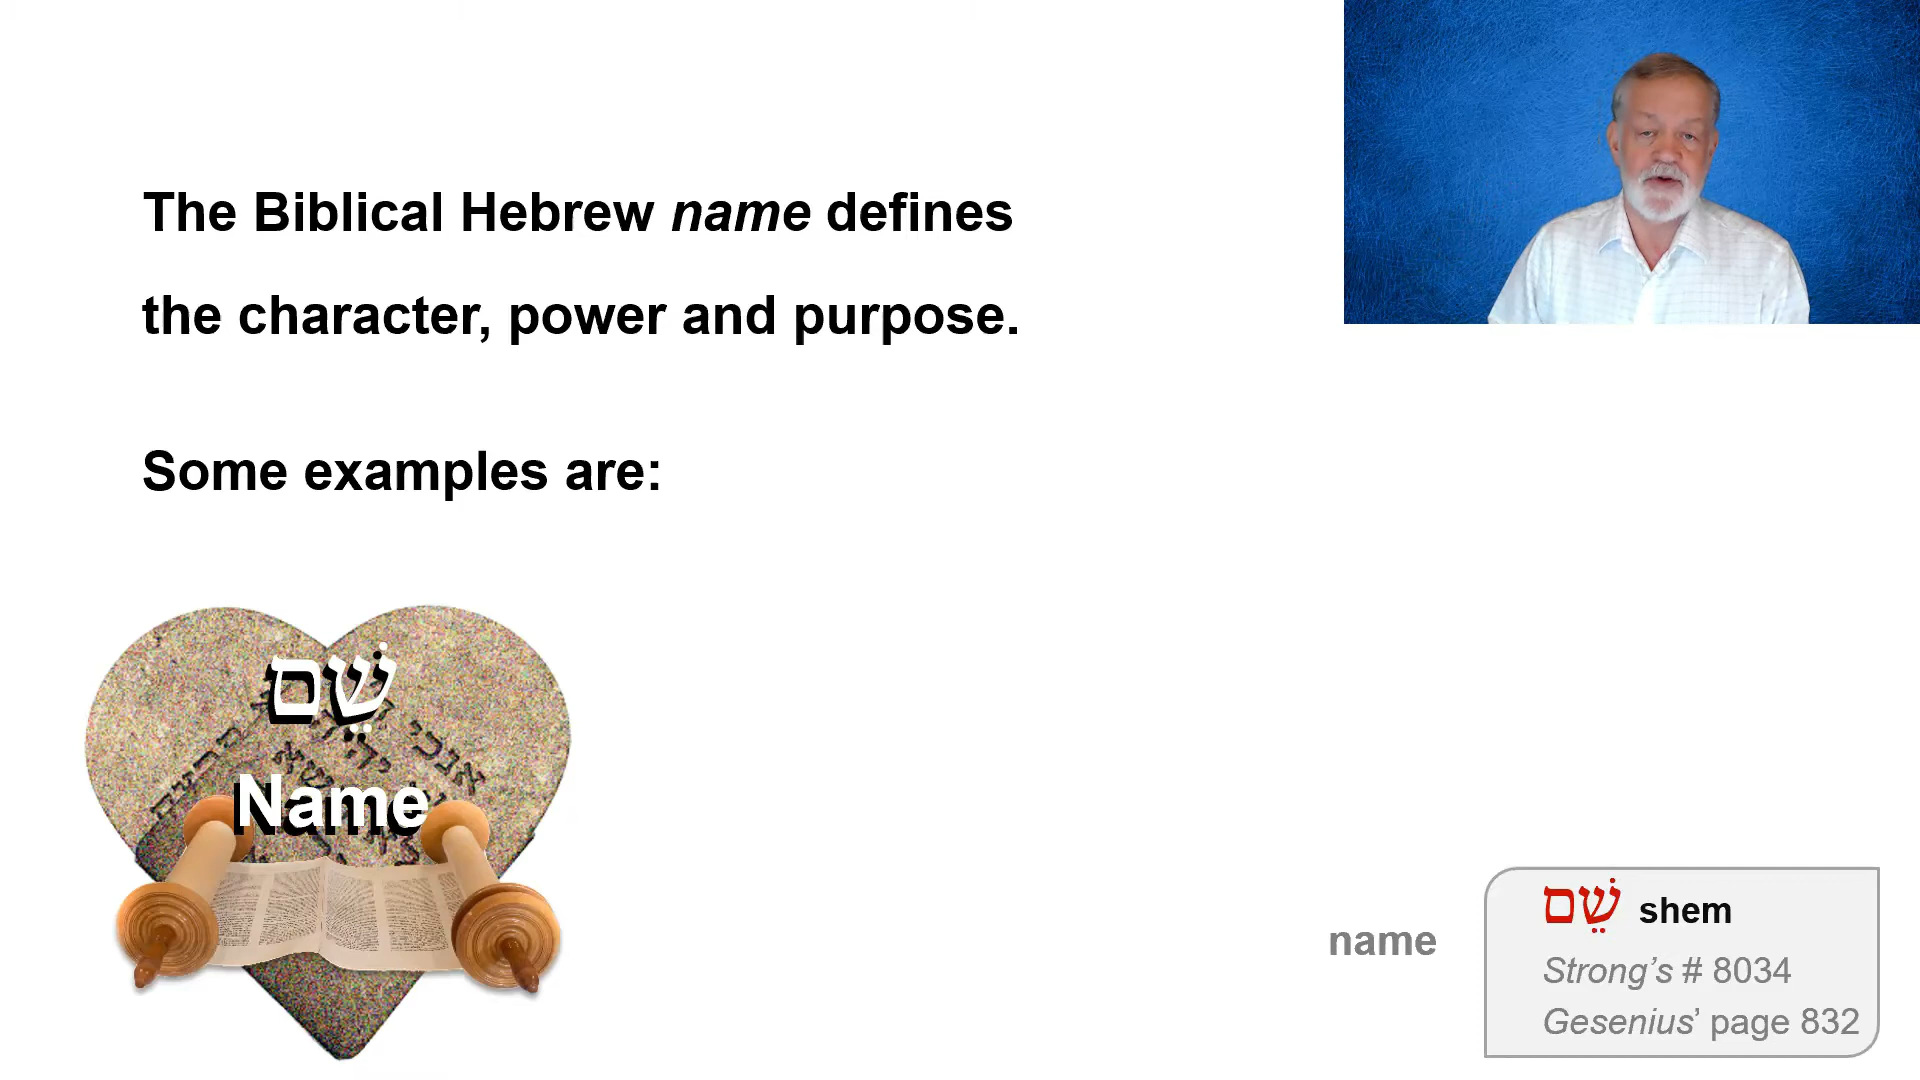 The Biblical Hebrew name defines
the character, power and purpose.
Some examples are:
שֵׁם
אנכי
Name
name
שֵׁם shem
Strong's # 8034
Gesenius' page 832